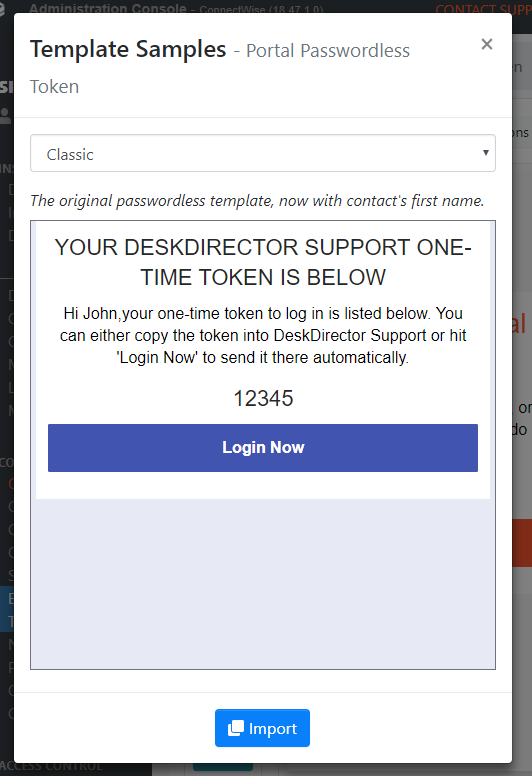 Administration Console - ConnectWise (18.47.1.0)
CONTACT SUPP
Template Samples - Portal Passwordless
Token
×
Classic
The original passwordless template, now with contact's first name.
YOUR DESKDIRECTOR SUPPORT ONE-
TIME TOKEN IS BELOW
Hi John,your one-time token to log in is listed below. You
can either copy the token into DeskDirector Support or hit
'Login Now' to send it there automatically.
12345
Login Now
Import
ACCESS CONTROL